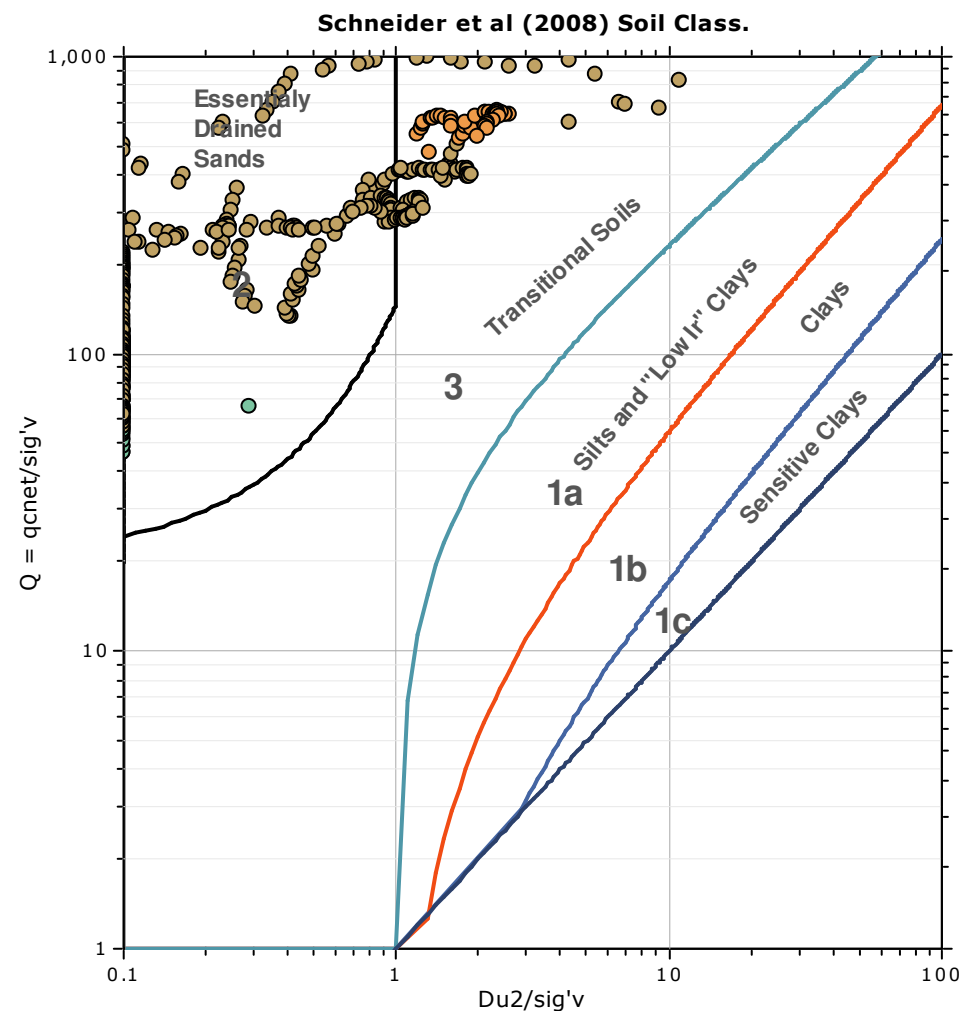 Schneider et al (2008) Soil Class.
1,000
Essentialy
Drained
Sands
Transitional Soils
Silts and "Low Ir" Clays
Clays
2
100
3
Sensitive Clays
1a
Q = qcnet/sig'v
1b
1c
10
1
0.1
1
10
100
Du2/sig'v